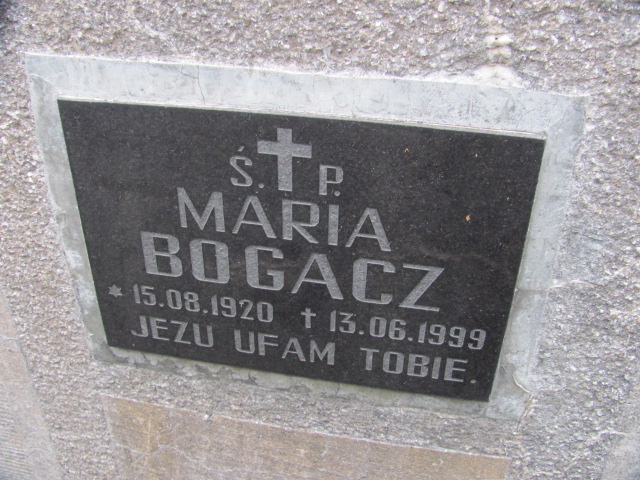 Ś. P.
MARIA
BOGACZ
* 15.08.1920 † 13.06.1999
JEZU UFAM TOBIE.